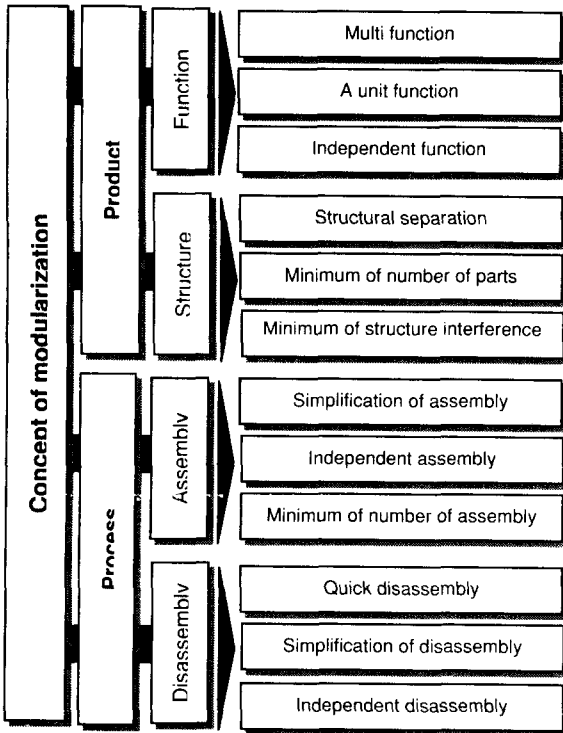 Concept of modularization
Product
Function
Multi function
A unit function
Independent function
Structure
Structural separation
Minimum of number of parts
Minimum of structure interference
Process
Assembly
Simplification of assembly
Independent assembly
Minimum of number of assembly
Disassembly
Quick disassembly
Simplification of disassembly
Independent disassembly